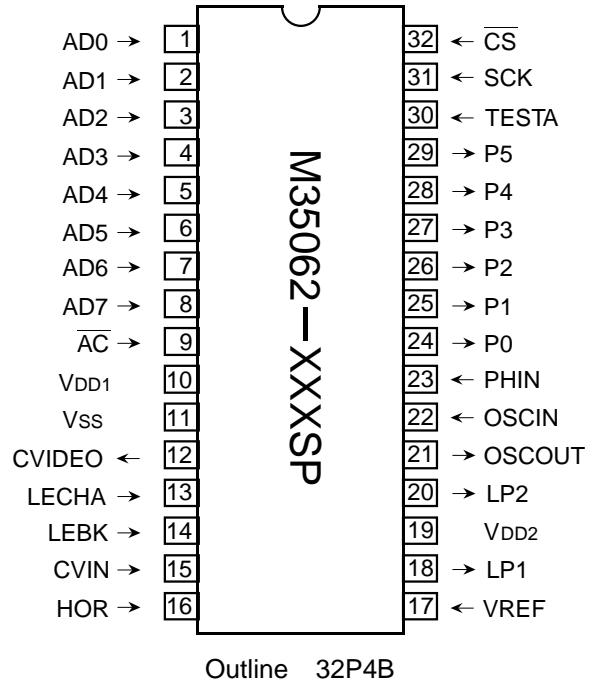 AD0 → 1 32 ← C̅S̅
AD1 → 2 31 ← SCK
AD2 → 3 30 ← TESTA
AD3 → 4 29 → P5
AD4 → 5 28 → P4
AD5 → 6 27 → P3
AD6 → 7 26 → P2
AD7 → 8 25 → P1
A̅C̅ → 9 24 → P0
VDD1 10 23 ← PHIN
VSS 11 22 ← OSCIN
CVIDEO ← 12 21 → OSCOUT
LECHA → 13 20 → LP2
LEBK → 14 19 VDD2
CVIN → 15 18 → LP1
HOR → 16 17 ← VREF
M35062—XXXSP
Outline 32P4B